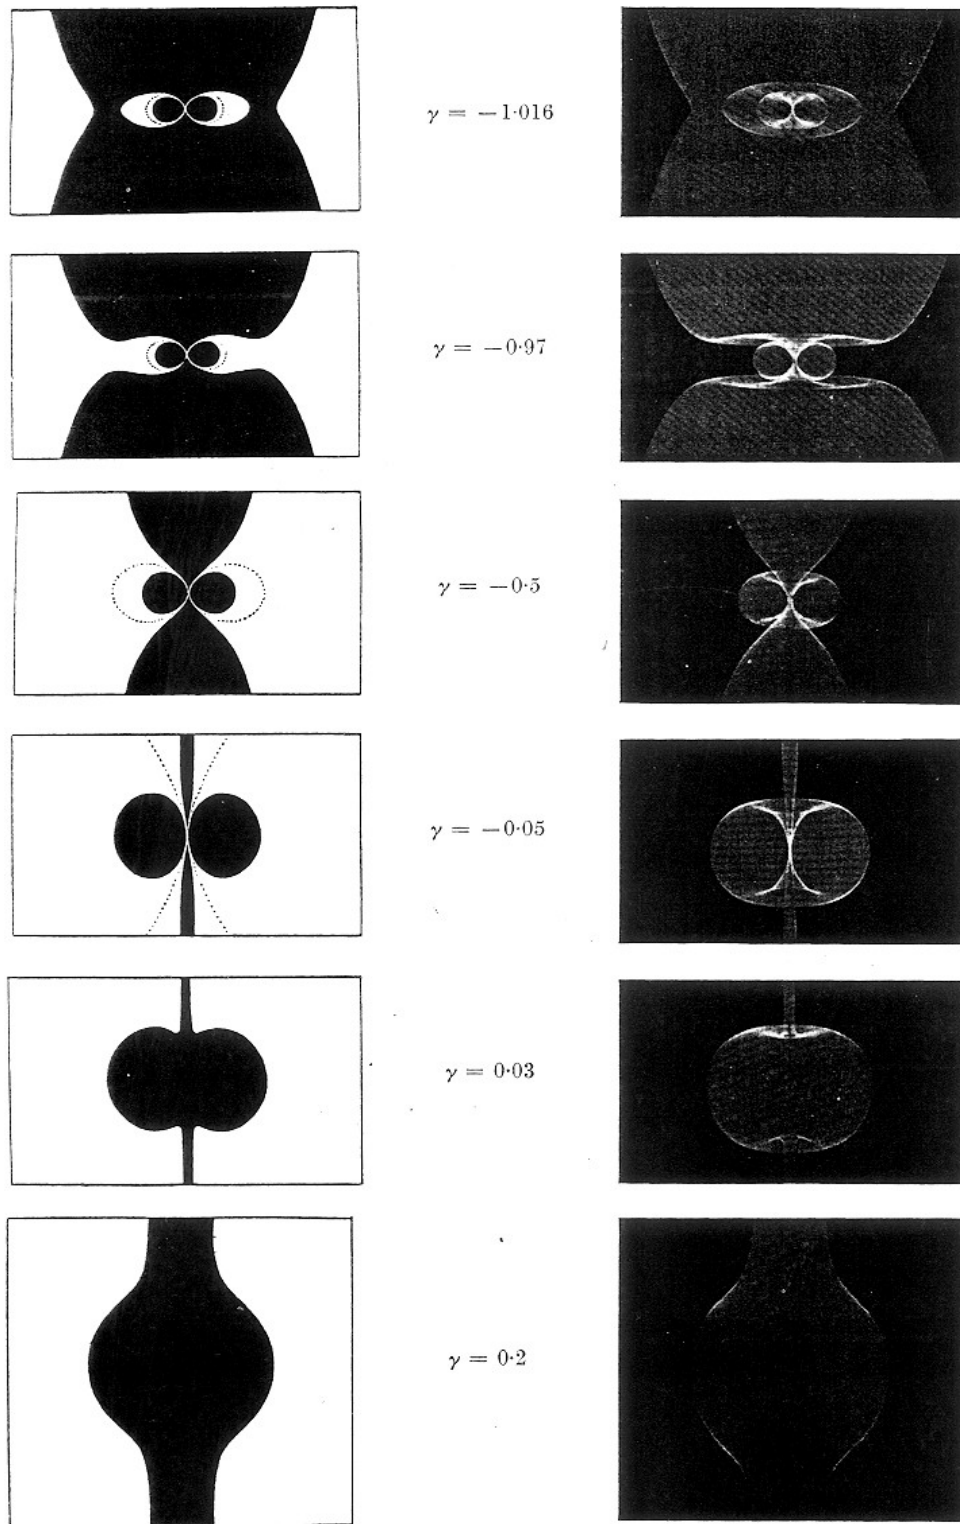 γ = −1·016
γ = −0·97
γ = −0·5
γ = −0·05
γ = 0·03
γ = 0·2